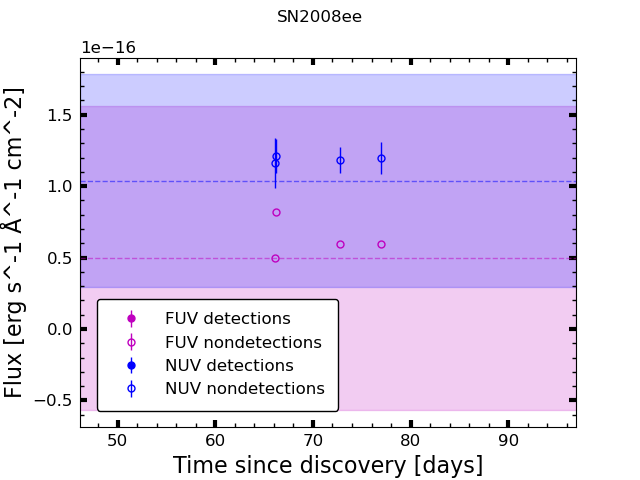 SN2008ee
1e−16
Flux [erg s^-1 Å^-1 cm^-2]
1.5
1.0
0.5
0.0
−0.5
FUV detections
FUV nondetections
NUV detections
NUV nondetections
50 60 70 80 90
Time since discovery [days]